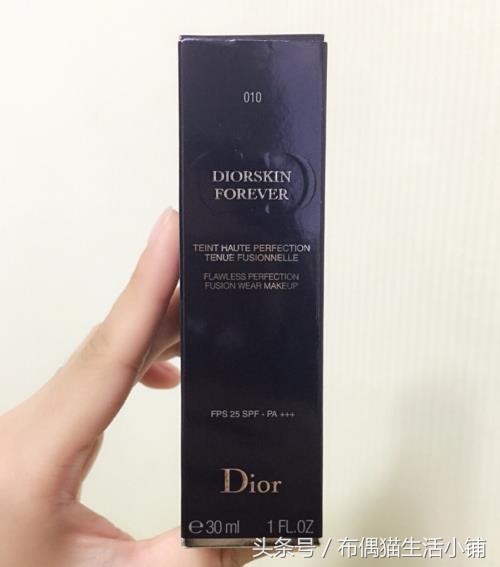 010
DIORSKIN
FOREVER
TEINT HAUTE PERFECTION
TENUE FUSIONNELLE
FLAWLESS PERFECTION
FUSION WEAR MAKEUP
FPS 25 SPF - PA +++
Dior
℮ 30 ml 1 FL.OZ
头条号 / 布偶猫生活小铺